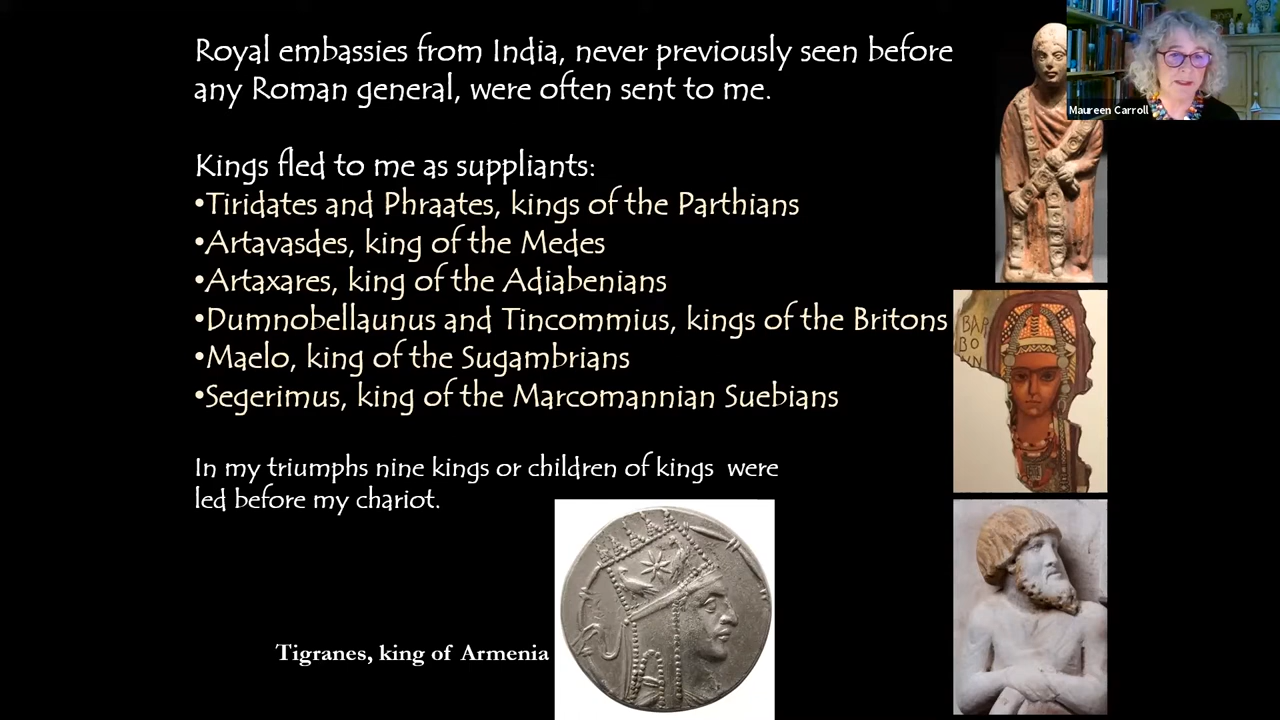 Royal embassies from India, never previously seen before
any Roman general, were often sent to me.
Kings fled to me as suppliants:
•Tiridates and Phraates, kings of the Parthians
•Artavasdes, king of the Medes
•Artaxares, king of the Adiabenians
•Dumnobellaunus and Tincommius, kings of the Britons
•Maelo, king of the Sugambrians
•Segerimus, king of the Marcomannian Suebians
In my triumphs nine kings or children of kings were
led before my chariot.
Tigranes, king of Armenia
Maureen Carroll
BAP
BO